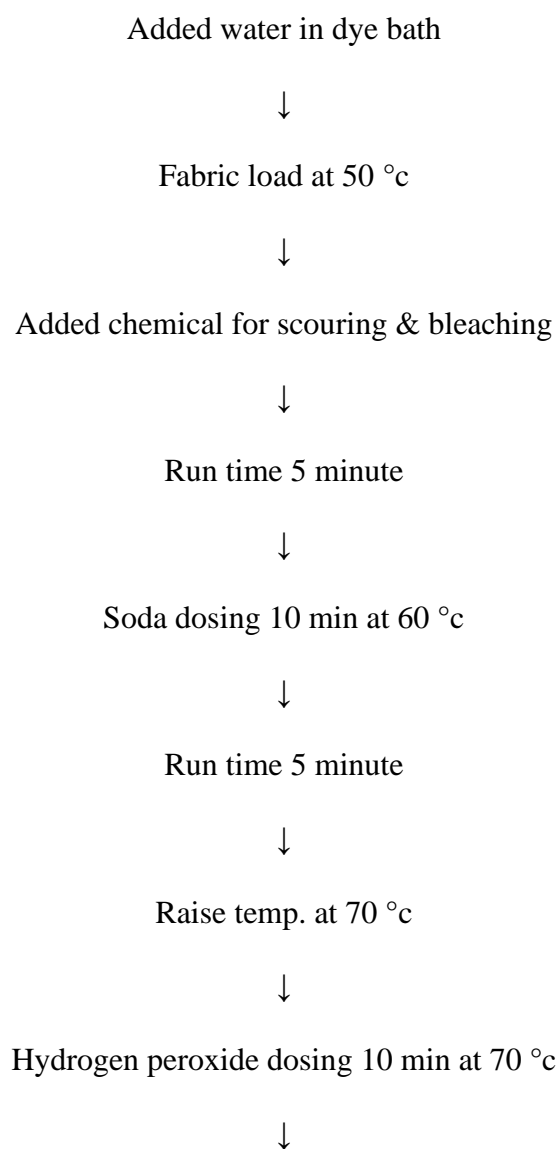 Added water in dye bath
↓
Fabric load at 50 °c
↓
Added chemical for scouring & bleaching
↓
Run time 5 minute
↓
Soda dosing 10 min at 60 °c
↓
Run time 5 minute
↓
Raise temp. at 70 °c
↓
Hydrogen peroxide dosing 10 min at 70 °c
↓